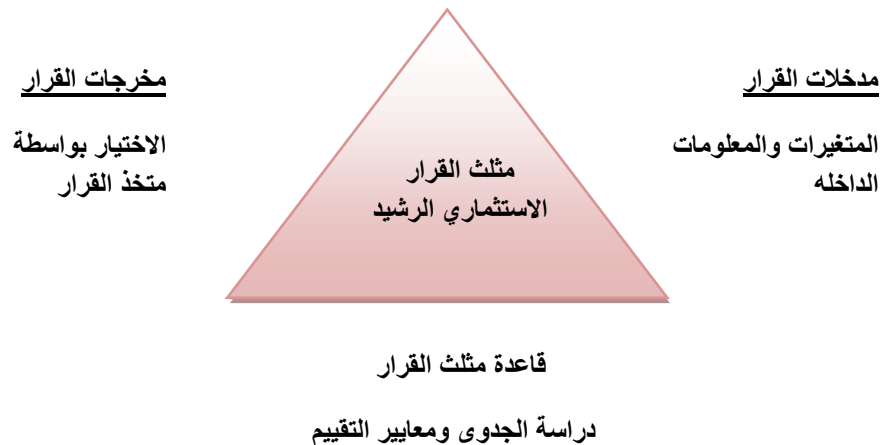 مدخلات القرار
المتغيرات والمعلومات
الداخله
مثلث القرار
الاستثماري الرشيد
مخرجات القرار
الاختيار بواسطة
متخذ القرار
قاعدة مثلث القرار
دراسة الجدوى ومعايير التقييم